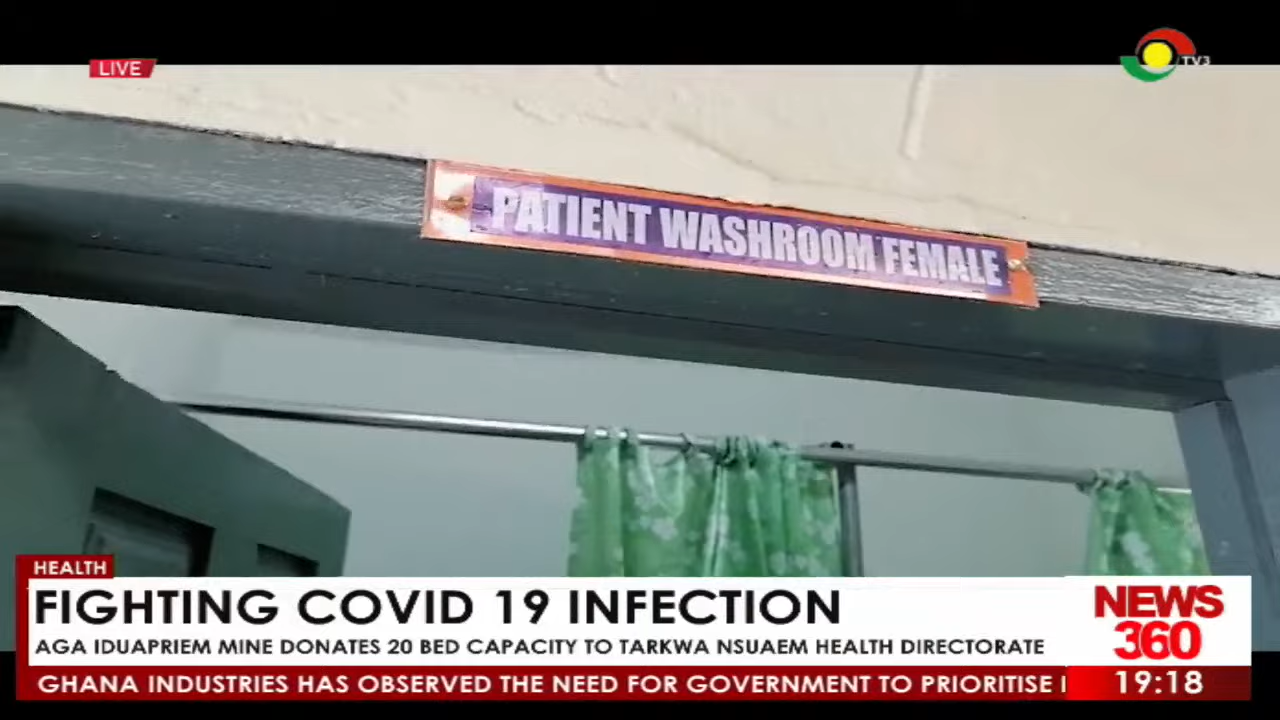 LIVE
TV3
PATIENT WASHROOM FEMALE
HEALTH
FIGHTING COVID 19 INFECTION
AGA IDUAPRIEM MINE DONATES 20 BED CAPACITY TO TARKWA NSUAEM HEALTH DIRECTORATE
NEWS
360
GHANA INDUSTRIES HAS OBSERVED THE NEED FOR GOVERNMENT TO PRIORITISE
19:18